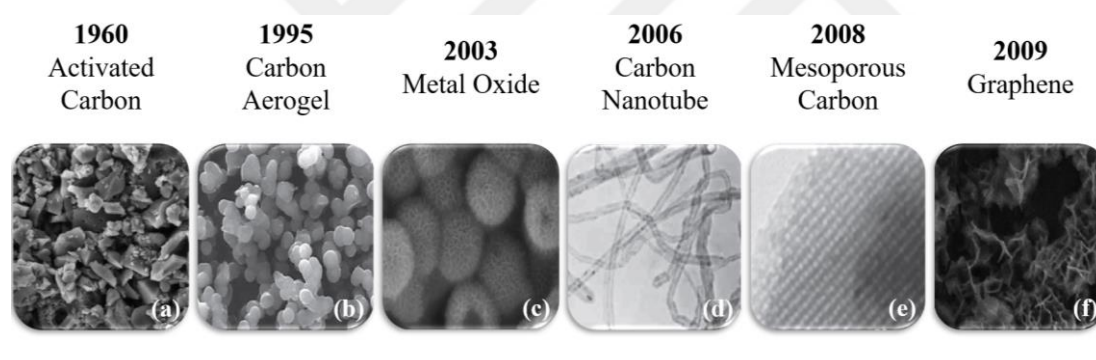 1960
Activated
Carbon
1995
Carbon
Aerogel
2003
Metal Oxide
2006
Carbon
Nanotube
2008
Mesoporous
Carbon
2009
Graphene
(a)
(b)
(c)
(d)
(e)
(f)